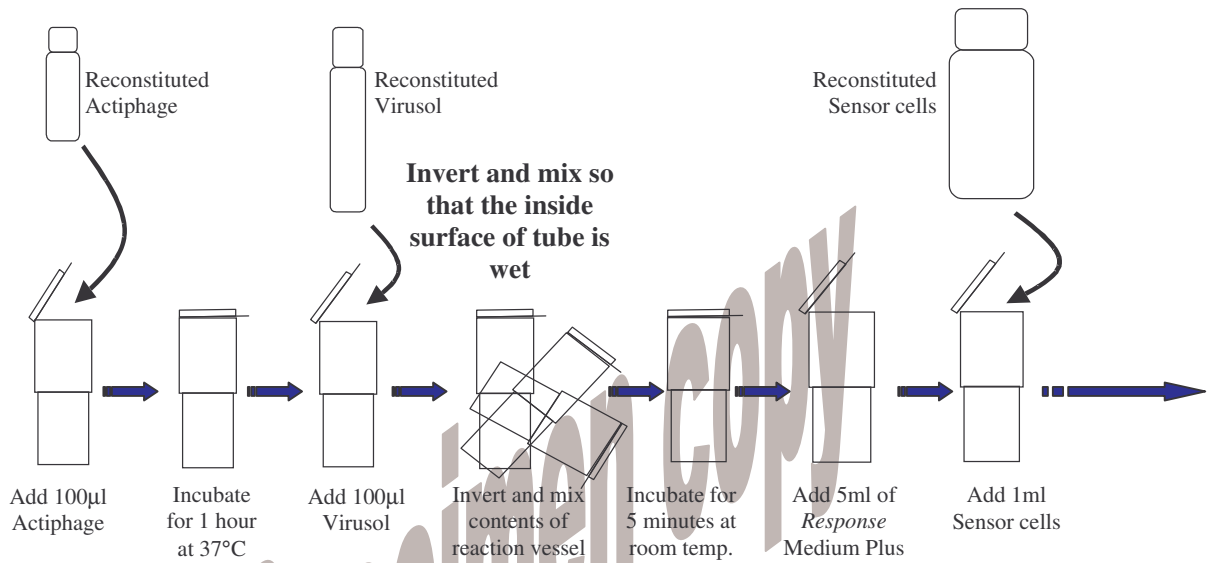 Reconstituted
Actiphage
Reconstituted
Virusol
Reconstituted
Sensor cells
Invert and mix so
that the inside
surface of tube is
wet
Add 100µl
Actiphage
Incubate
for 1 hour
at 37°C
Add 100µl
Virusol
Invert and mix
contents of
reaction vessel
Incubate for
5 minutes at
room temp.
Add 5ml of
Response
Medium Plus
Add 1ml
Sensor cells
imen copy